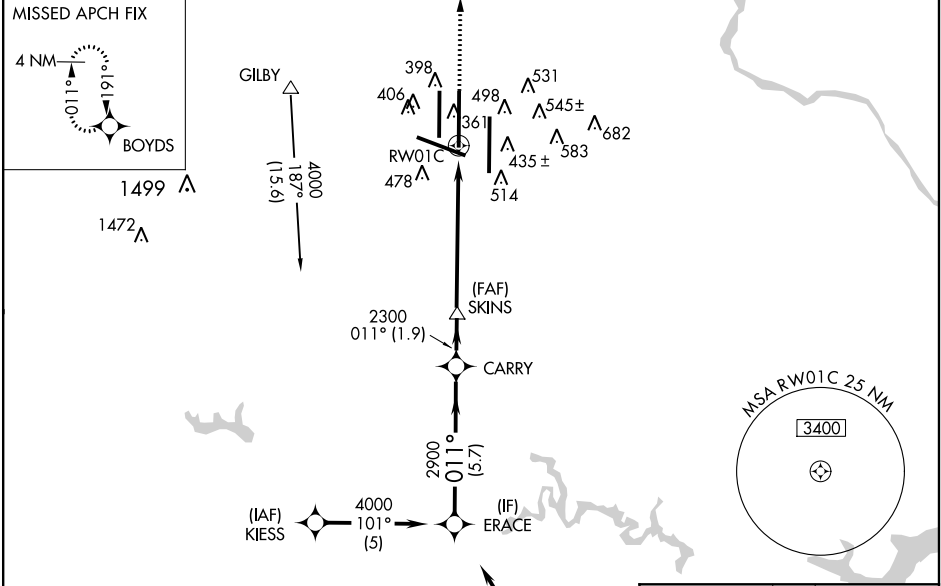 MISSED APCH FIX
4 NM
011°
191°
BOYDS
GILBY
4000
187°
(15.6)
398
406
361
498
531
545±
682
583
435 ±
RW01C
478
514
1499
1472
(FAF)
SKINS
2300
011° (1.9)
CARRY
2900
011°
(5.7)
(IAF)
KIESS
4000
101°
(5)
(IF)
ERACE
MSA RW01C 25 NM
3400